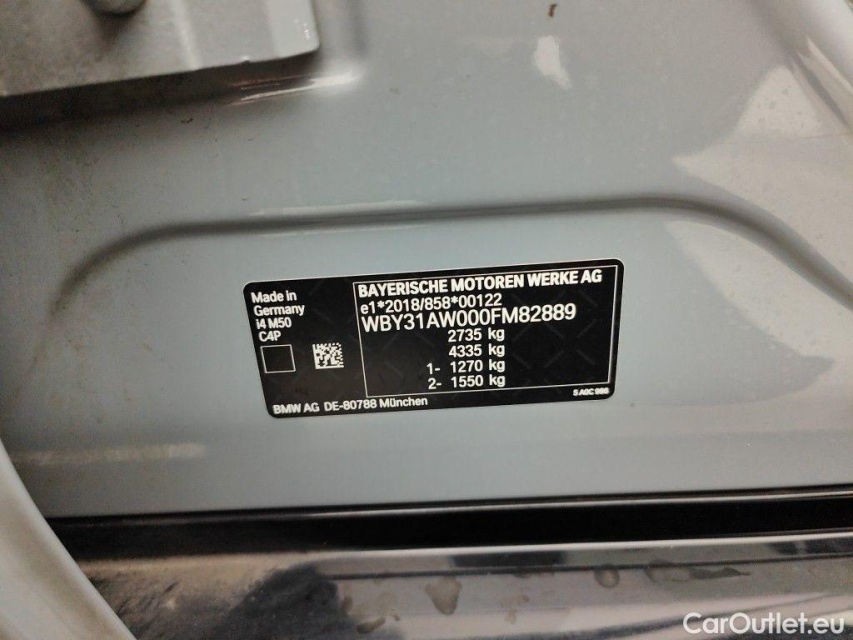 Made in
Germany
i4 M50
C4P
BAYERISCHE MOTOREN WERKE AG
e1*2018/858*00122
WBY31AW000FM82889
2735 kg
4335 kg
1- 1270 kg
2- 1550 kg
BMW AG DE-80788 München
CarOutlet.eu